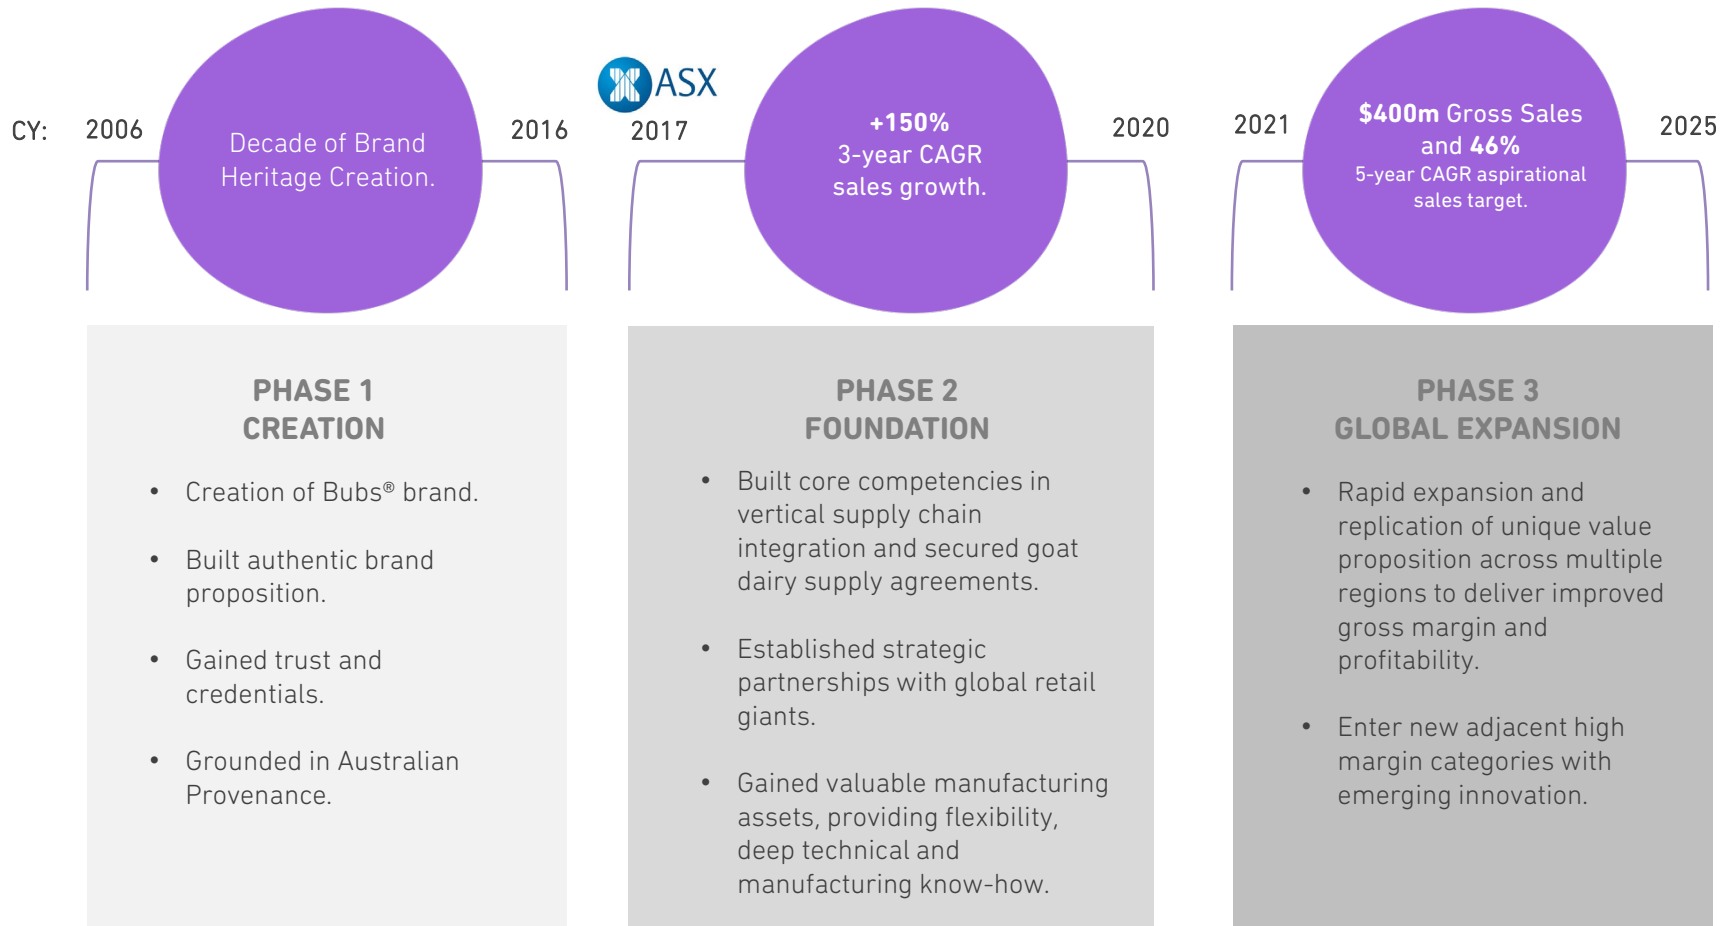 CY:
2006
Decade of Brand
Heritage Creation.
2016
ASX
2017
+150%
3-year CAGR
sales growth.
2020
2021
$400m Gross Sales
and 46%
5-year CAGR aspirational
sales target.
2025
PHASE 1
CREATION
• Creation of Bubs® brand.
• Built authentic brand
proposition.
• Gained trust and
credentials.
• Grounded in Australian
Provenance.
PHASE 2
FOUNDATION
• Built core competencies in
vertical supply chain
integration and secured goat
dairy supply agreements.
• Established strategic
partnerships with global retail
giants.
• Gained valuable manufacturing
assets, providing flexibility,
deep technical and
manufacturing know-how.
PHASE 3
GLOBAL EXPANSION
• Rapid expansion and
replication of unique value
proposition across multiple
regions to deliver improved
gross margin and
profitability.
• Enter new adjacent high
margin categories with
emerging innovation.